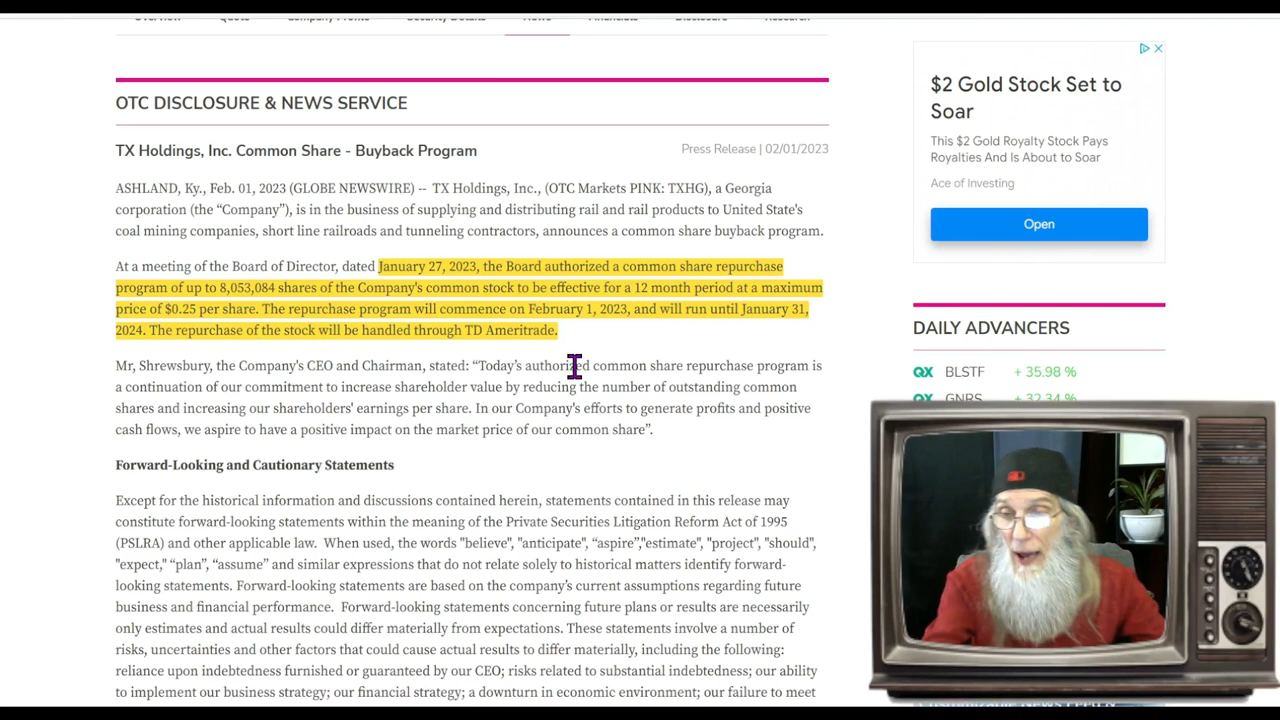 Overview Quote Company Profile Security Details News Financials Disclosure Research
OTC DISCLOSURE & NEWS SERVICE
TX Holdings, Inc. Common Share - Buyback Program
Press Release | 02/01/2023
ASHLAND, Ky., Feb. 01, 2023 (GLOBE NEWSWIRE) -- TX Holdings, Inc., (OTC Markets PINK: TXHG), a Georgia
corporation (the “Company”), is in the business of supplying and distributing rail and rail products to United State's
coal mining companies, short line railroads and tunneling contractors, announces a common share buyback program.
At a meeting of the Board of Director, dated January 27, 2023, the Board authorized a common share repurchase
program of up to 8,053,084 shares of the Company's common stock to be effective for a 12 month period at a maximum
price of $0.25 per share. The repurchase program will commence on February 1, 2023, and will run until January 31,
2024. The repurchase of the stock will be handled through TD Ameritrade.
Mr, Shrewsbury, the Company's CEO and Chairman, stated: “Today’s authorized common share repurchase program is
a continuation of our commitment to increase shareholder value by reducing the number of outstanding common
shares and increasing our shareholders' earnings per share. In our Company's efforts to generate profits and positive
cash flows, we aspire to have a positive impact on the market price of our common share”.
Forward-Looking and Cautionary Statements
Except for the historical information and discussions contained herein, statements contained in this release may
constitute forward-looking statements within the meaning of the Private Securities Litigation Reform Act of 1995
(PSLRA) and other applicable law. When used, the words "believe", "anticipate", “aspire”,"estimate", "project", "should",
"expect," “plan”, “assume” and similar expressions that do not relate solely to historical matters identify forward-
looking statements. Forward-looking statements are based on the company’s current assumptions regarding future
business and financial performance. Forward-looking statements concerning future plans or results are necessarily
only estimates and actual results could differ materially from expectations. These statements involve a number of
risks, uncertainties and other factors that could cause actual results to differ materially, including the following:
reliance upon indebtedness furnished or guaranteed by our CEO; risks related to substantial indebtedness; our ability
to implement our business strategy; our financial strategy; a downturn in economic environment; our failure to meet
$2 Gold Stock Set to
Soar
This $2 Gold Royalty Stock Pays
Royalties And Is About to Soar
Ace of Investing
Open
DAILY ADVANCERS
QX BLSTF + 35.98 %
QX GNRS + 32.34 %